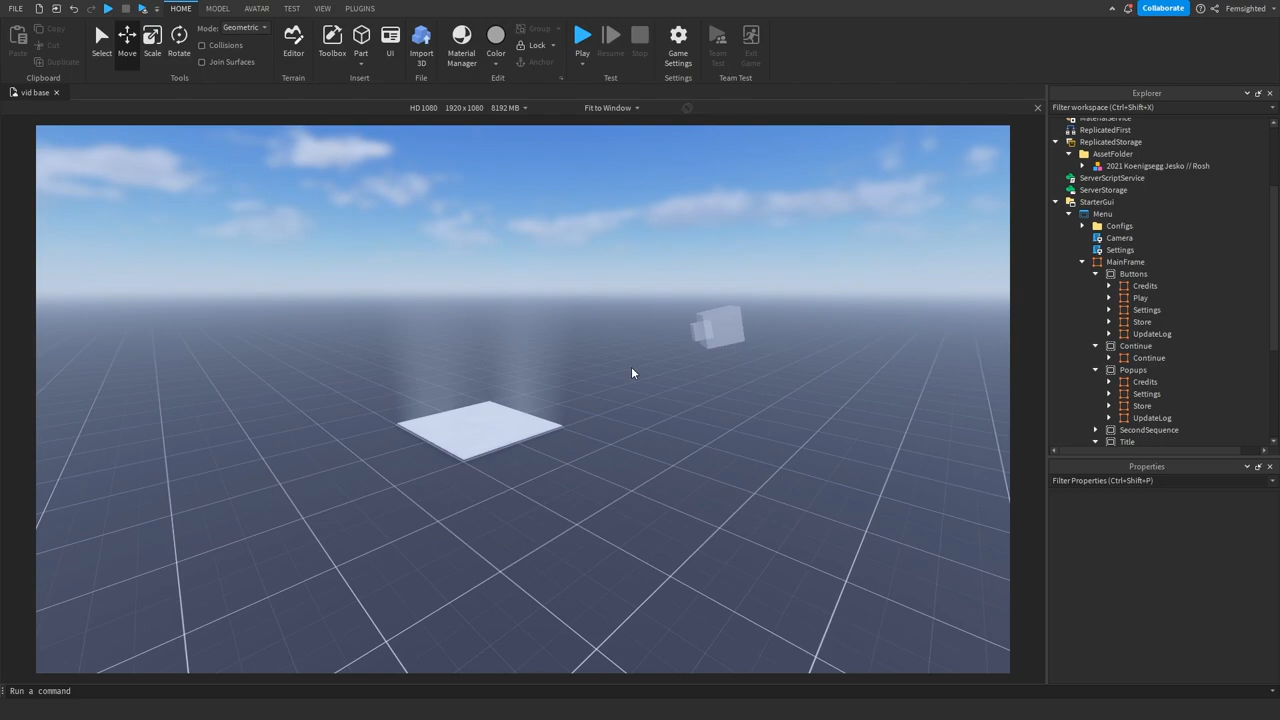 FILE HOME MODEL AVATAR TEST VIEW PLUGINS Collaborate Femsighted
Paste Copy Cut Duplicate Clipboard
Select Move Scale Rotate Mode: Geometric Collisions Join Surfaces Tools
Editor Terrain
Toolbox Part UI Insert
Import 3D File
Material Manager Color Group Lock Anchor Edit
Play Resume Stop Test
Game Settings Settings
Team Test Exit Game Team Test
vid base
HD 1080 1920 x 1080 8192 MB Fit to Window
Explorer
Filter workspace (Ctrl+Shift+X)
MaterialService
ReplicatedFirst
ReplicatedStorage
AssetFolder
2021 Koenigsegg Jesko // Rosh
ServerScriptService
ServerStorage
StarterGui
Menu
Configs
Camera
Settings
MainFrame
Buttons
Credits
Play
Settings
Store
UpdateLog
Continue
Continue
Popups
Credits
Settings
Store
UpdateLog
SecondSequence
Title
Properties
Filter Properties (Ctrl+Shift+P)
Run a command